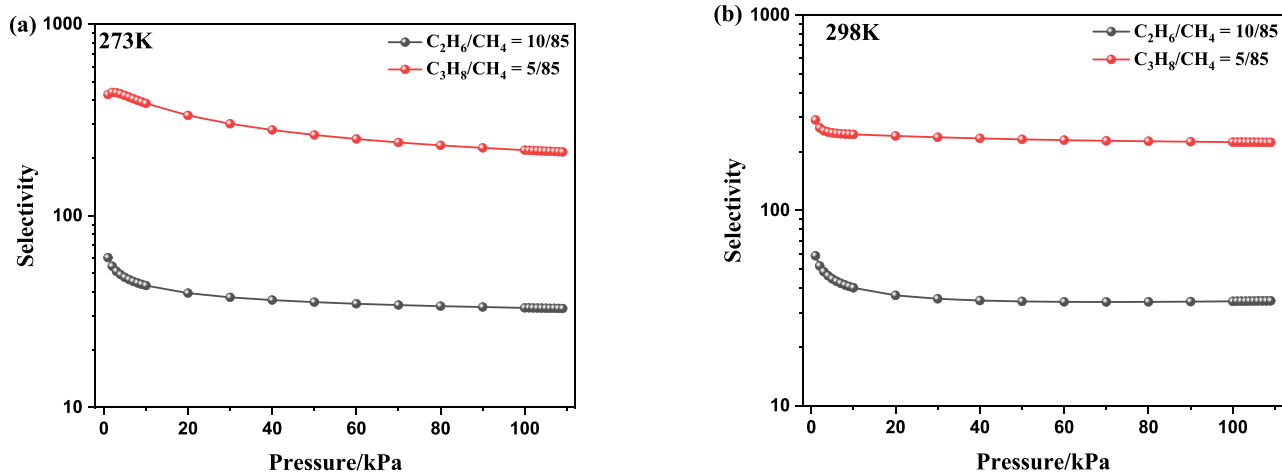 (a)
273K
C₂H₆/CH₄ = 10/85
C₃H₈/CH₄ = 5/85
1000
100
10
Selectivity
0 20 40 60 80 100
Pressure/kPa
(b)
298K
C₂H₆/CH₄ = 10/85
C₃H₈/CH₄ = 5/85
1000
100
10
Selectivity
0 20 40 60 80 100
Pressure/kPa